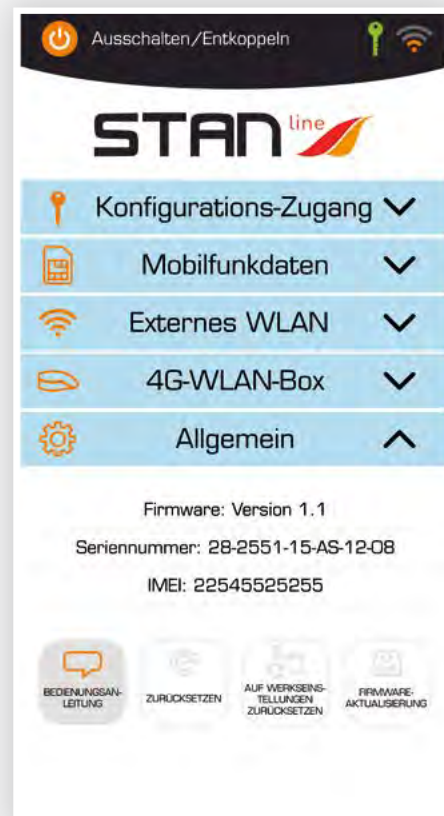 Ausschalten/Entkoppeln
STAN line
Konfigurations-Zugang
Mobilfunkdaten
Externes WLAN
4G-WLAN-Box
Allgemein
Firmware: Version 1.1
Seriennummer: 28-2551-15-AS-12-08
IMEI: 22545525255
BEDIENUNGSAN-
LEITUNG
ZURÜCKSETZEN
AUF WERKSEINS-
TELLUNGEN
ZURÜCKSETZEN
FIRMWARE-
AKTUALISIERUNG